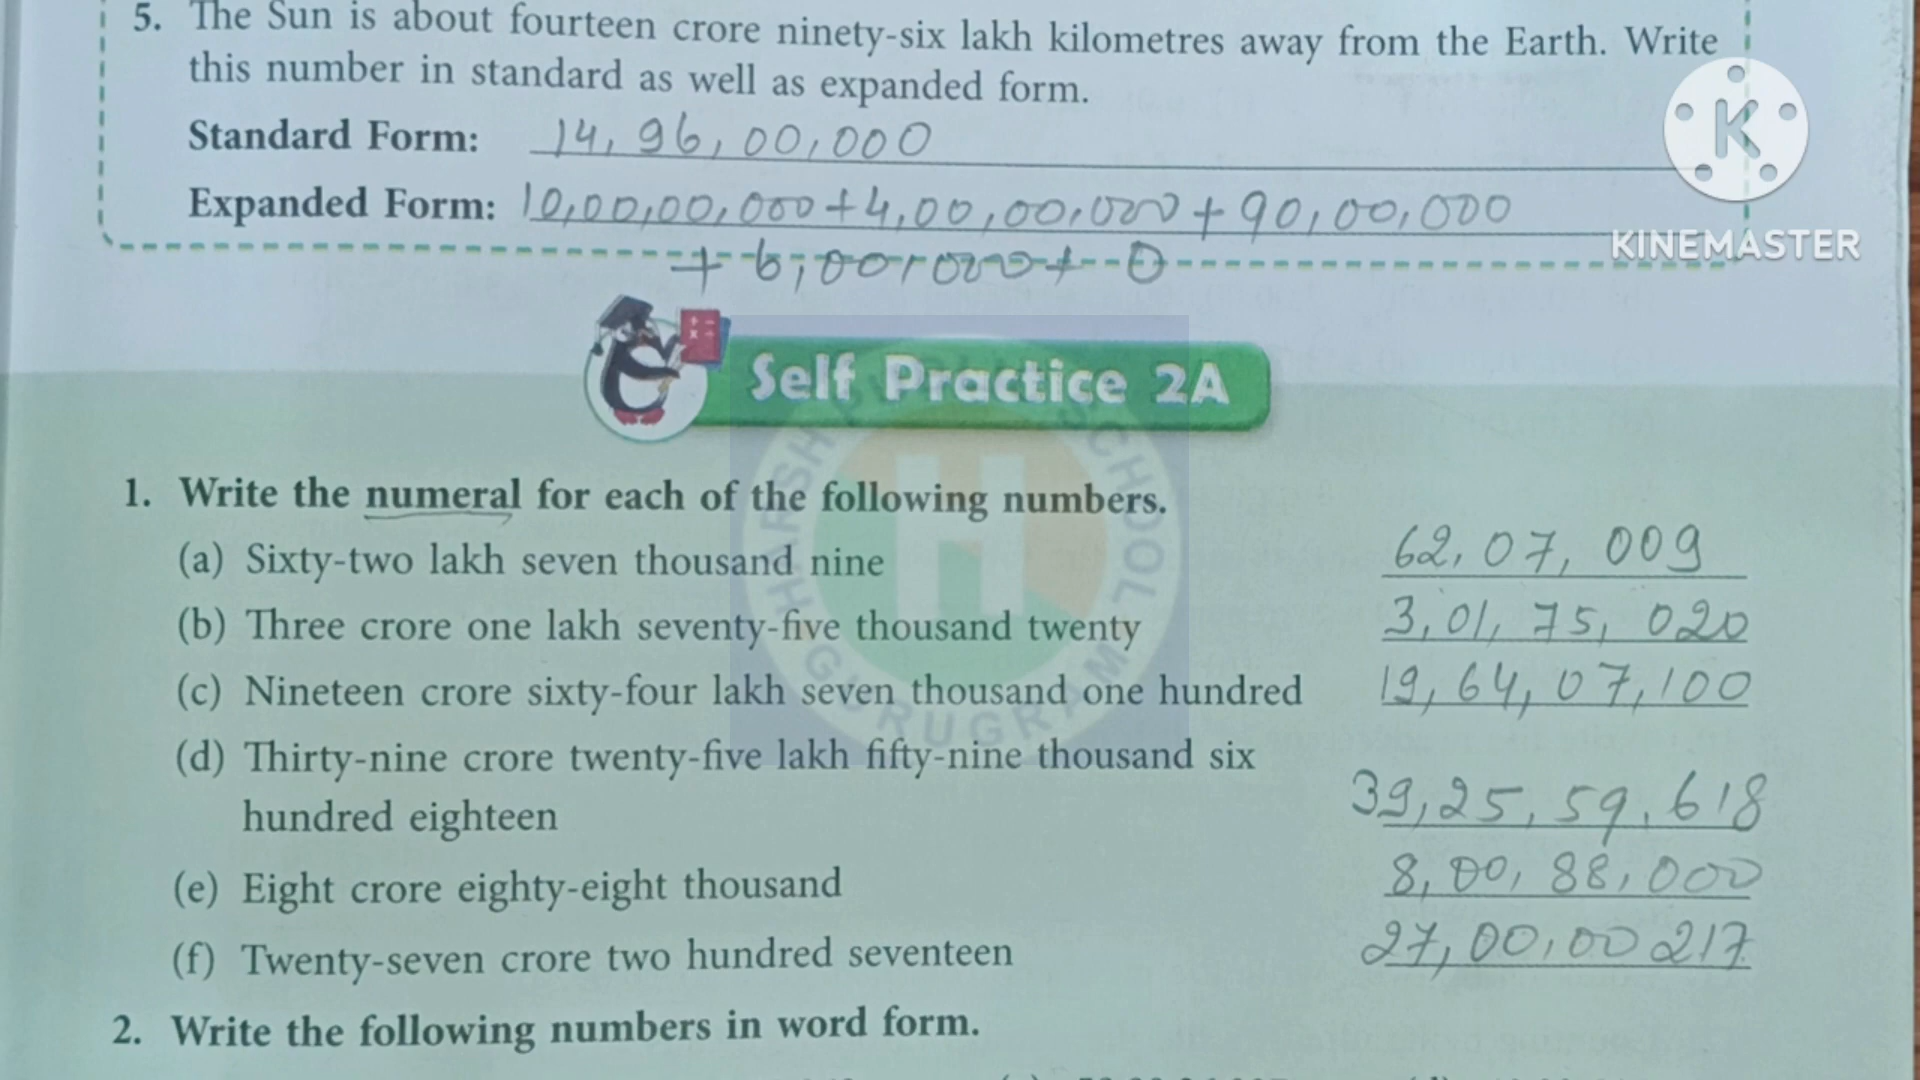 5. The Sun is about fourteen crore ninety-six lakh kilometres away from the Earth. Write
this number in standard as well as expanded form.
Standard Form: 14, 96, 00, 000
Expanded Form: 10,00,00,000+4,00,00,000+90,00,000
+ 6,00,000+ 0
K
KINEMASTER
Self Practice 2A
1. Write the numeral for each of the following numbers.
(a) Sixty-two lakh seven thousand nine 62, 07, 009
(b) Three crore one lakh seventy-five thousand twenty 3, 01, 75, 020
(c) Nineteen crore sixty-four lakh seven thousand one hundred 19, 64, 07, 100
(d) Thirty-nine crore twenty-five lakh fifty-nine thousand six
hundred eighteen 39, 25, 59, 618
(e) Eight crore eighty-eight thousand 8, 00, 88, 000
(f) Twenty-seven crore two hundred seventeen 27, 00, 00 217
H
GURUGRAM
2. Write the following numbers in word form.